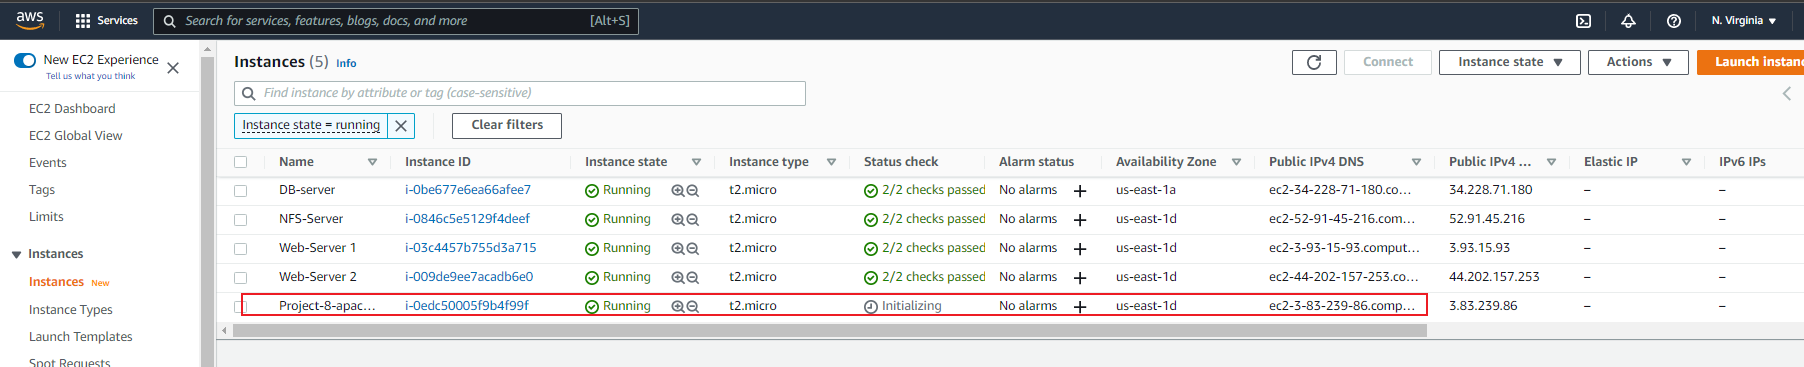 aws Services Search for services, features, blogs, docs, and more [Alt+S] N. Virginia
New EC2 Experience
Tell us what you think
EC2 Dashboard
EC2 Global View
Events
Tags
Limits
Instances
Instances New
Instance Types
Launch Templates
Spot Requests
Instances (5) Info Connect Instance state Actions Launch instanc
Find instance by attribute or tag (case-sensitive)
Instance state = running Clear filters
Name Instance ID Instance state Instance type Status check Alarm status Availability Zone Public IPv4 DNS Public IPv4 ... Elastic IP IPv6 IPs
DB-server i-0be677e6ea66afee7 Running t2.micro 2/2 checks passed No alarms + us-east-1a ec2-34-228-71-180.co... 34.228.71.180 – –
NFS-Server i-0846c5e5129f4deef Running t2.micro 2/2 checks passed No alarms + us-east-1d ec2-52-91-45-216.com... 52.91.45.216 – –
Web-Server 1 i-03c4457b755d3a715 Running t2.micro 2/2 checks passed No alarms + us-east-1d ec2-3-93-15-93.comput... 3.93.15.93 – –
Web-Server 2 i-009de9ee7acadb6e0 Running t2.micro 2/2 checks passed No alarms + us-east-1d ec2-44-202-157-253.co... 44.202.157.253 – –
Project-8-apac... i-0edc50005f9b4f99f Running t2.micro Initializing No alarms + us-east-1d ec2-3-83-239-86.comp... 3.83.239.86 – –